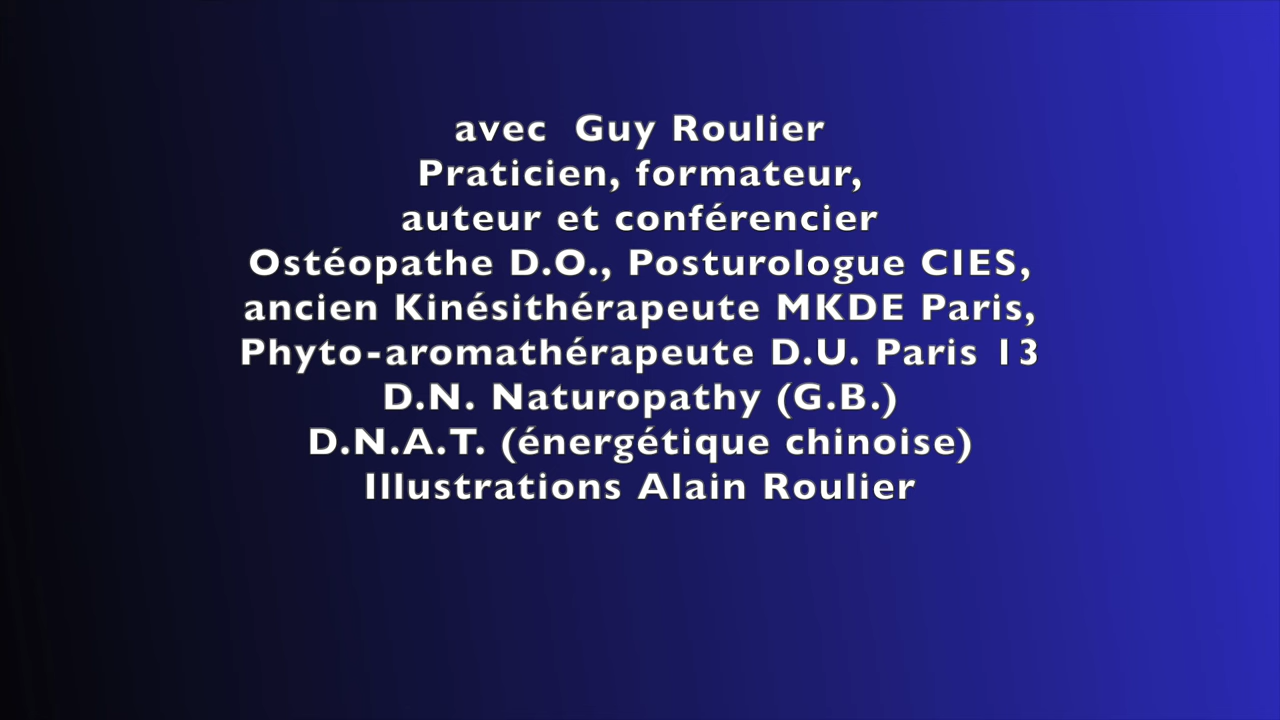 avec  Guy Roulier
Praticien, formateur,
auteur et conférencier
Ostéopathe D.O., Posturologue CIES,
ancien Kinésithérapeute MKDE Paris,
Phyto-aromathérapeute D.U. Paris 13
D.N. Naturopathy (G.B.)
D.N.A.T. (énergétique chinoise)
Illustrations Alain Roulier